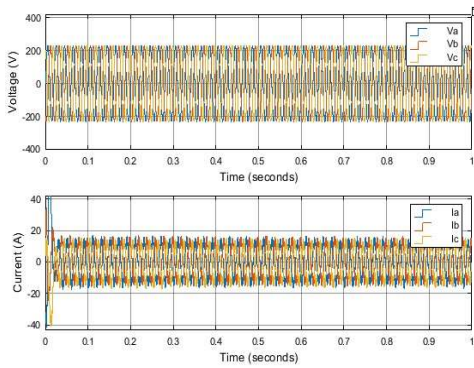 400
Va
Vb
Vc
200
0
-200
-400
Voltage (V)
0 0.1 0.2 0.3 0.4 0.5 0.6 0.7 0.8 0.9 1
Time (seconds)
40
Ia
Ib
Ic
20
0
-20
-40
Current (A)
0 0.1 0.2 0.3 0.4 0.5 0.6 0.7 0.8 0.9 1
Time (seconds)